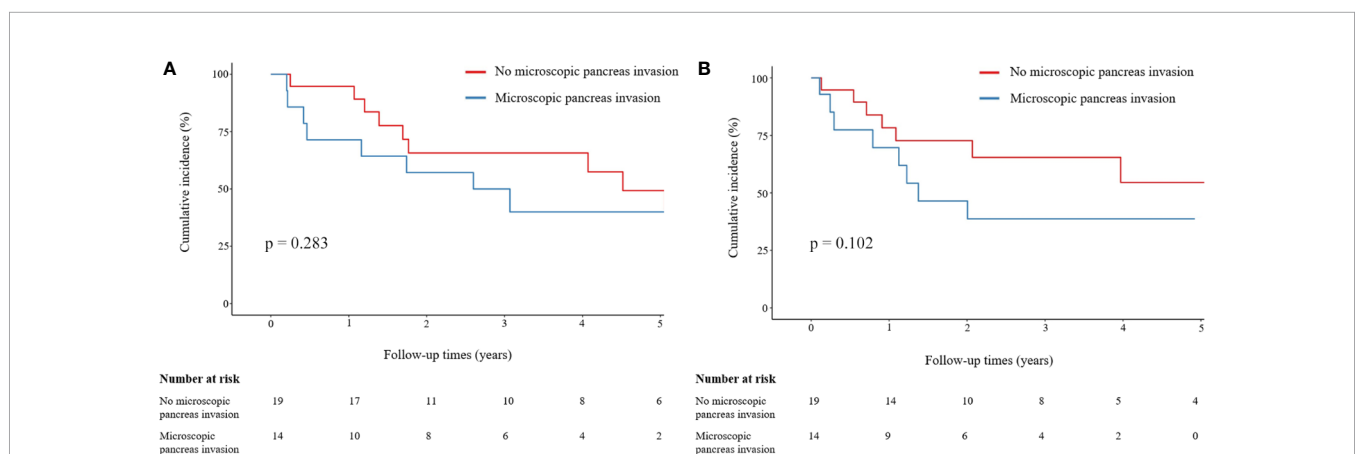 A
Cumulative incidence (%)
100
75
50
25
0
No microscopic pancreas invasion
Microscopic pancreas invasion
p = 0.283
0 1 2 3 4 5
Follow-up times (years)
Number at risk
No microscopic
pancreas invasion
19 17 11 10 8 6
Microscopic
pancreas invasion
14 10 8 6 4 2
B
Cumulative incidence (%)
100
75
50
25
0
No microscopic pancreas invasion
Microscopic pancreas invasion
p = 0.102
0 1 2 3 4 5
Follow-up times (years)
Number at risk
No microscopic
pancreas invasion
19 14 10 8 5 4
Microscopic
pancreas invasion
14 9 6 4 2 0